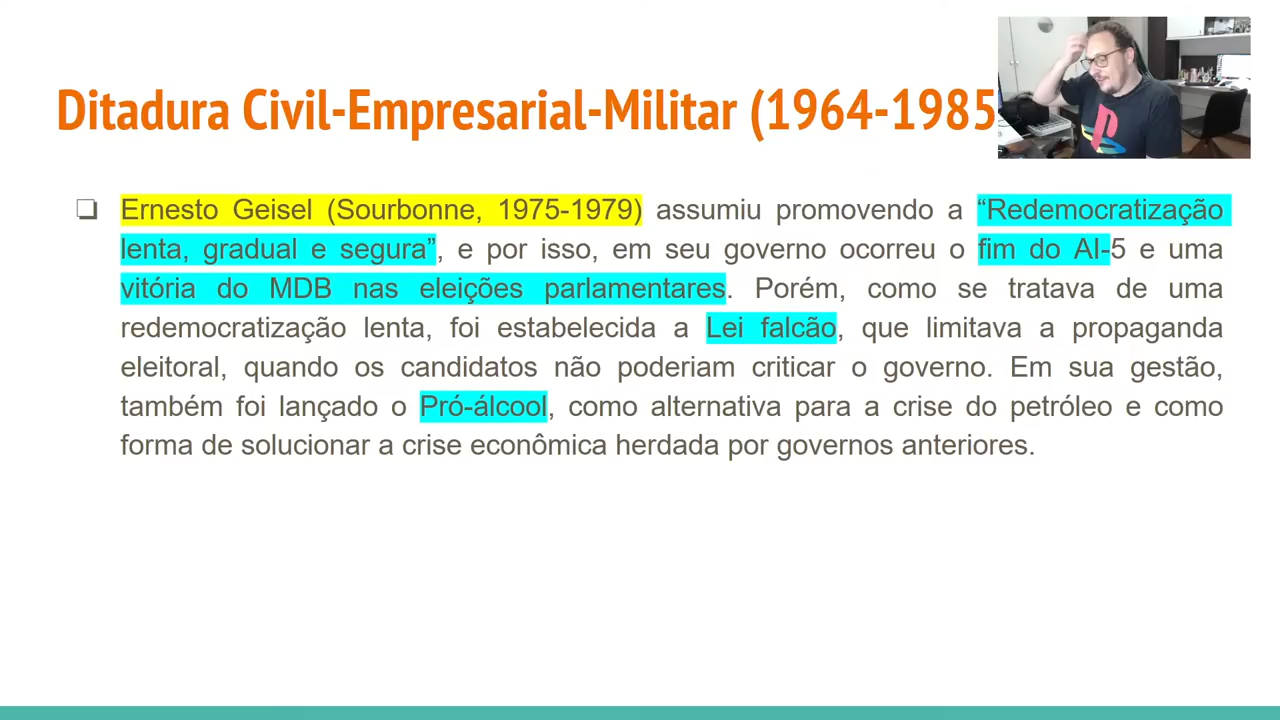 Ditadura Civil-Empresarial-Militar (1964-1985
Ernesto Geisel (Sourbonne, 1975-1979) assumiu promovendo a “Redemocratização
lenta, gradual e segura”, e por isso, em seu governo ocorreu o fim do AI-5 e uma
vitória do MDB nas eleições parlamentares. Porém, como se tratava de uma
redemocratização lenta, foi estabelecida a Lei falcão, que limitava a propaganda
eleitoral, quando os candidatos não poderiam criticar o governo. Em sua gestão,
também foi lançado o Pró-álcool, como alternativa para a crise do petróleo e como
forma de solucionar a crise econômica herdada por governos anteriores.